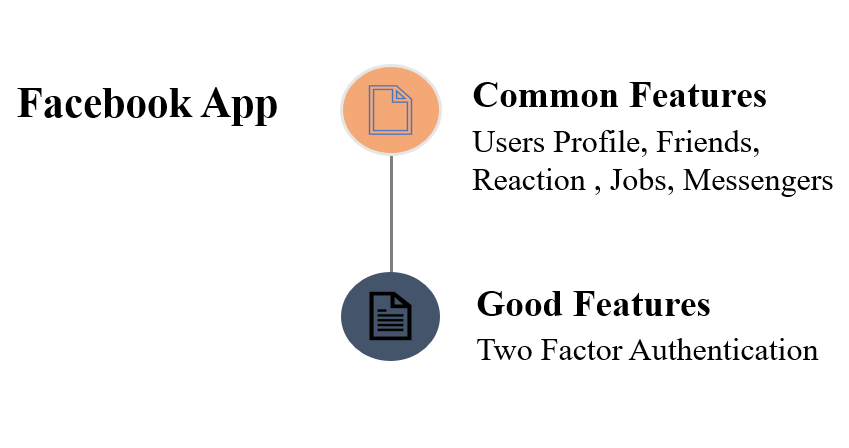 Facebook App
Common Features
Users Profile, Friends,
Reaction , Jobs, Messengers
Good Features
Two Factor Authentication